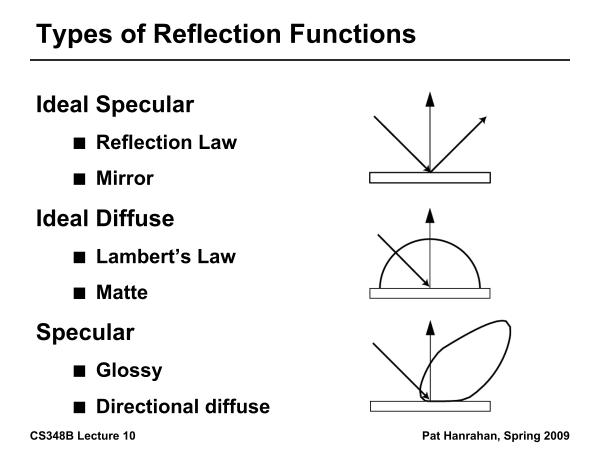 Types of Reflection Functions
Ideal Specular
■ Reflection Law
■ Mirror
Ideal Diffuse
■ Lambert's Law
■ Matte
Specular
■ Glossy
■ Directional diffuse
CS348B Lecture 10
Pat Hanrahan, Spring 2009